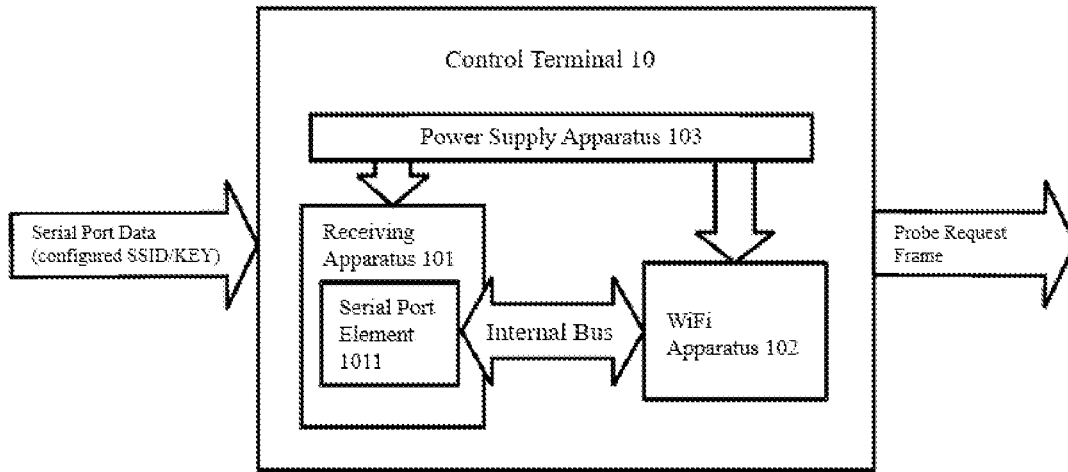 Control Terminal 10
Power Supply Apparatus 103
Serial Port Data
(configured SSID/KEY)
Receiving
Apparatus 101
Serial Port
Element
1011
Internal Bus
WiFi
Apparatus 102
Probe Request
Frame